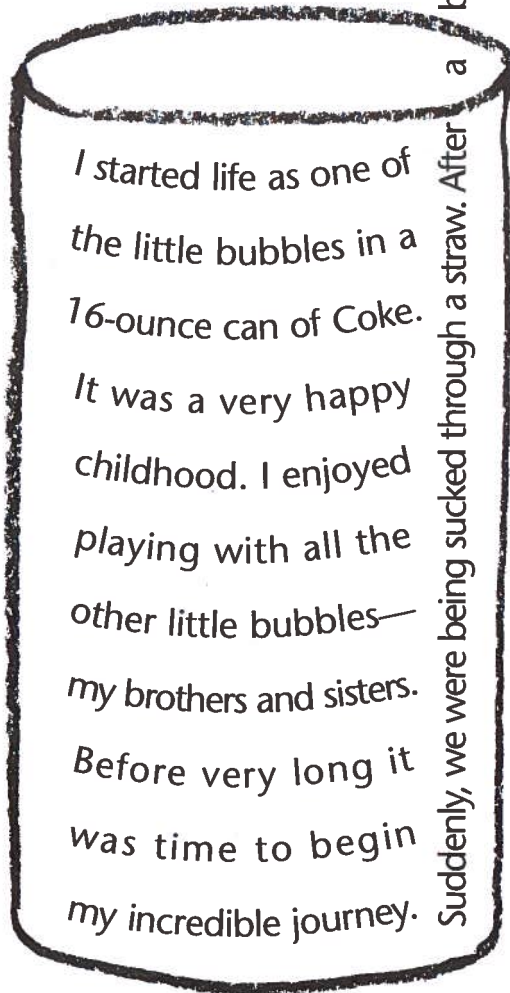 I started life as one of
the little bubbles in a
16-ounce can of Coke.
It was a very happy
childhood. I enjoyed
playing with all the
other little bubbles—
my brothers and sisters.
Before very long it
was time to begin
my incredible journey.
Suddenly, we were being sucked through a straw. After a